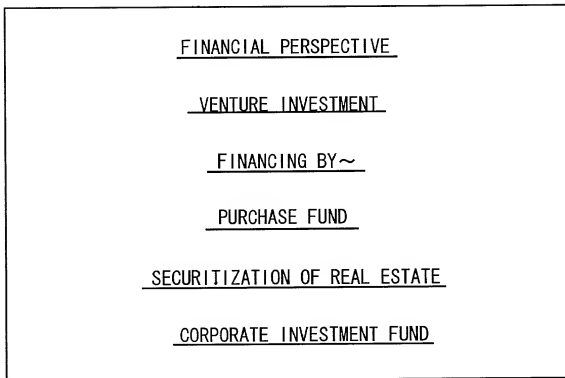 FINANCIAL PERSPECTIVE
VENTURE INVESTMENT
FINANCING BY~
PURCHASE FUND
SECURITIZATION OF REAL ESTATE
CORPORATE INVESTMENT FUND